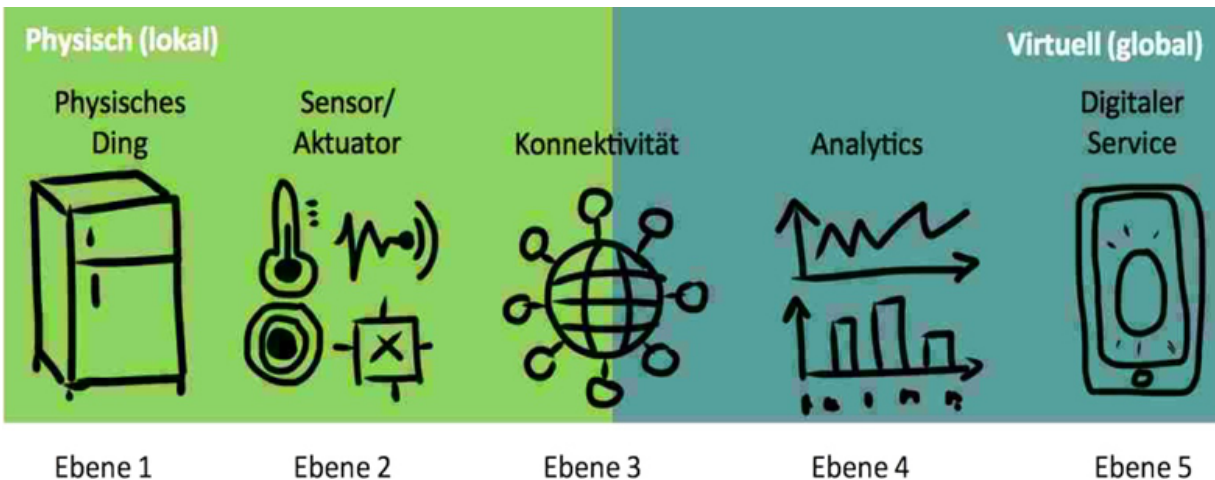 Physisch (lokal)
Virtuell (global)
Physisches
Ding
Sensor/
Aktuator
Konnektivität
Analytics
Digitaler
Service
Ebene 1
Ebene 2
Ebene 3
Ebene 4
Ebene 5